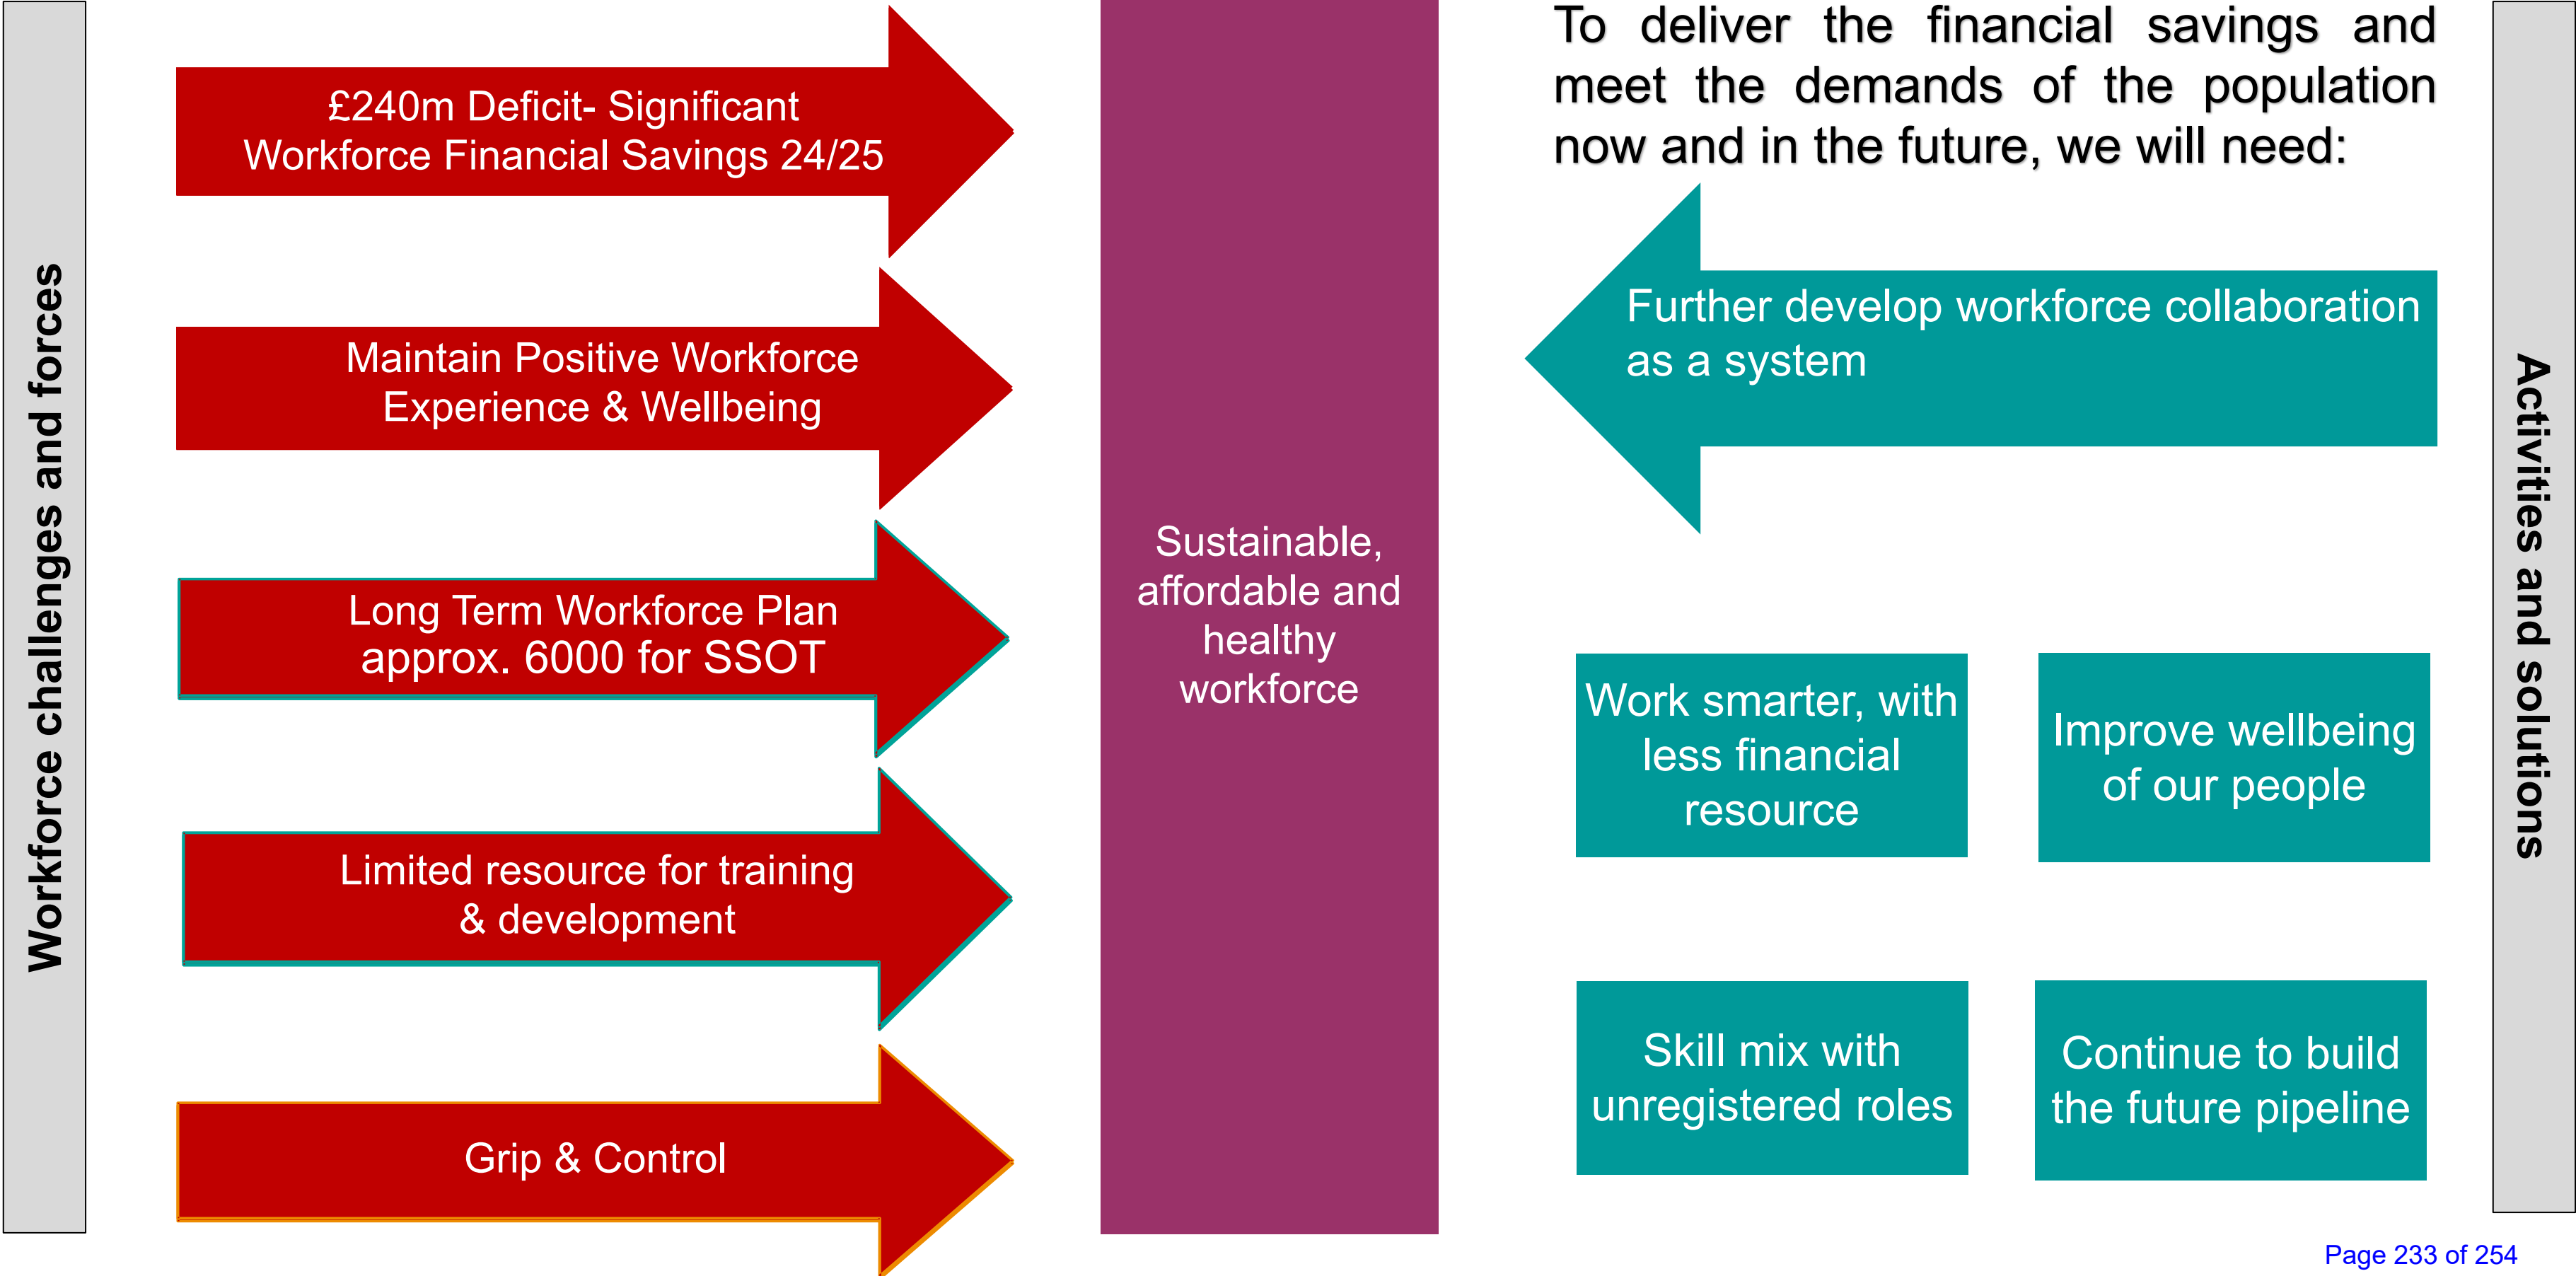 Workforce challenges and forces
£240m Deficit- Significant
Workforce Financial Savings 24/25
Maintain Positive Workforce
Experience & Wellbeing
Long Term Workforce Plan
approx. 6000 for SSOT
Limited resource for training
& development
Grip & Control
Sustainable,
affordable and
healthy
workforce
To deliver the financial savings and
meet the demands of the population
now and in the future, we will need:
Further develop workforce collaboration
as a system
Work smarter, with
less financial
resource
Improve wellbeing
of our people
Skill mix with
unregistered roles
Continue to build
the future pipeline
Activities and solutions
Page 233 of 254